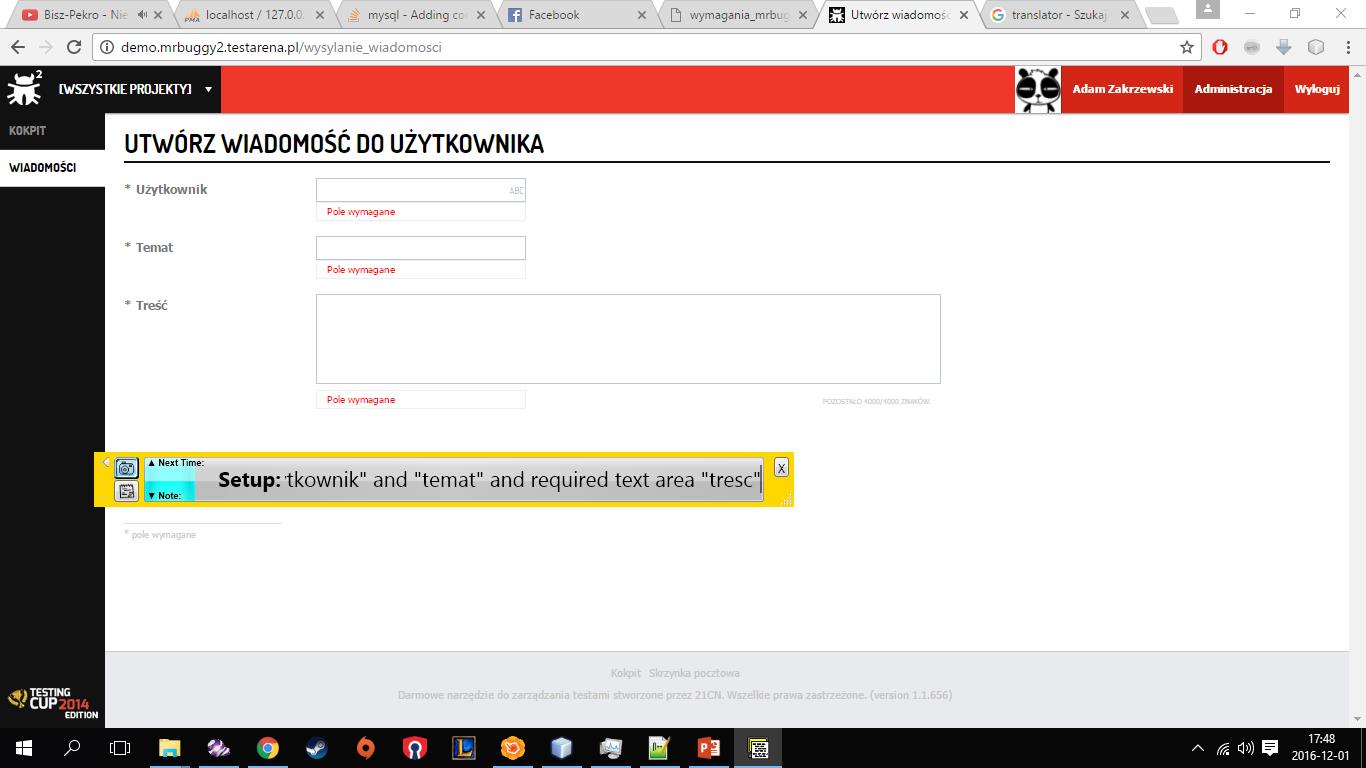 Bisz-Pekro - Nie
localhost / 127.0.0.
mysql - Adding co
Facebook
wymagania_mrbug
Utwórz wiadomość
translator - Szukaj
demo.mrbuggy2.testarena.pl/wysylanie_wiadomosci
2
[WSZYSTKIE PROJEKTY]
Adam Zakrzewski
Administracja
Wyloguj
KOKPIT
WIADOMOŚCI
UTWÓRZ WIADOMOŚĆ DO UŻYTKOWNIKA
* Użytkownik
ABC
Pole wymagane
* Temat
Pole wymagane
* Treść
Pole wymagane
POZOSTAŁO 4000/4000 ZNAKÓW.
▲ Next Time:
Setup: tkownik" and "temat" and required text area "tresc"
▼ Note:
X
* pole wymagane
Kokpit Skrzynka pocztowa
Darmowe narzędzie do zarządzania testami stworzone przez 21CN. Wszelkie prawa zastrzeżone. (version 1.1.656)
TESTING
CUP 2014
EDITION
17:48
2016-12-01